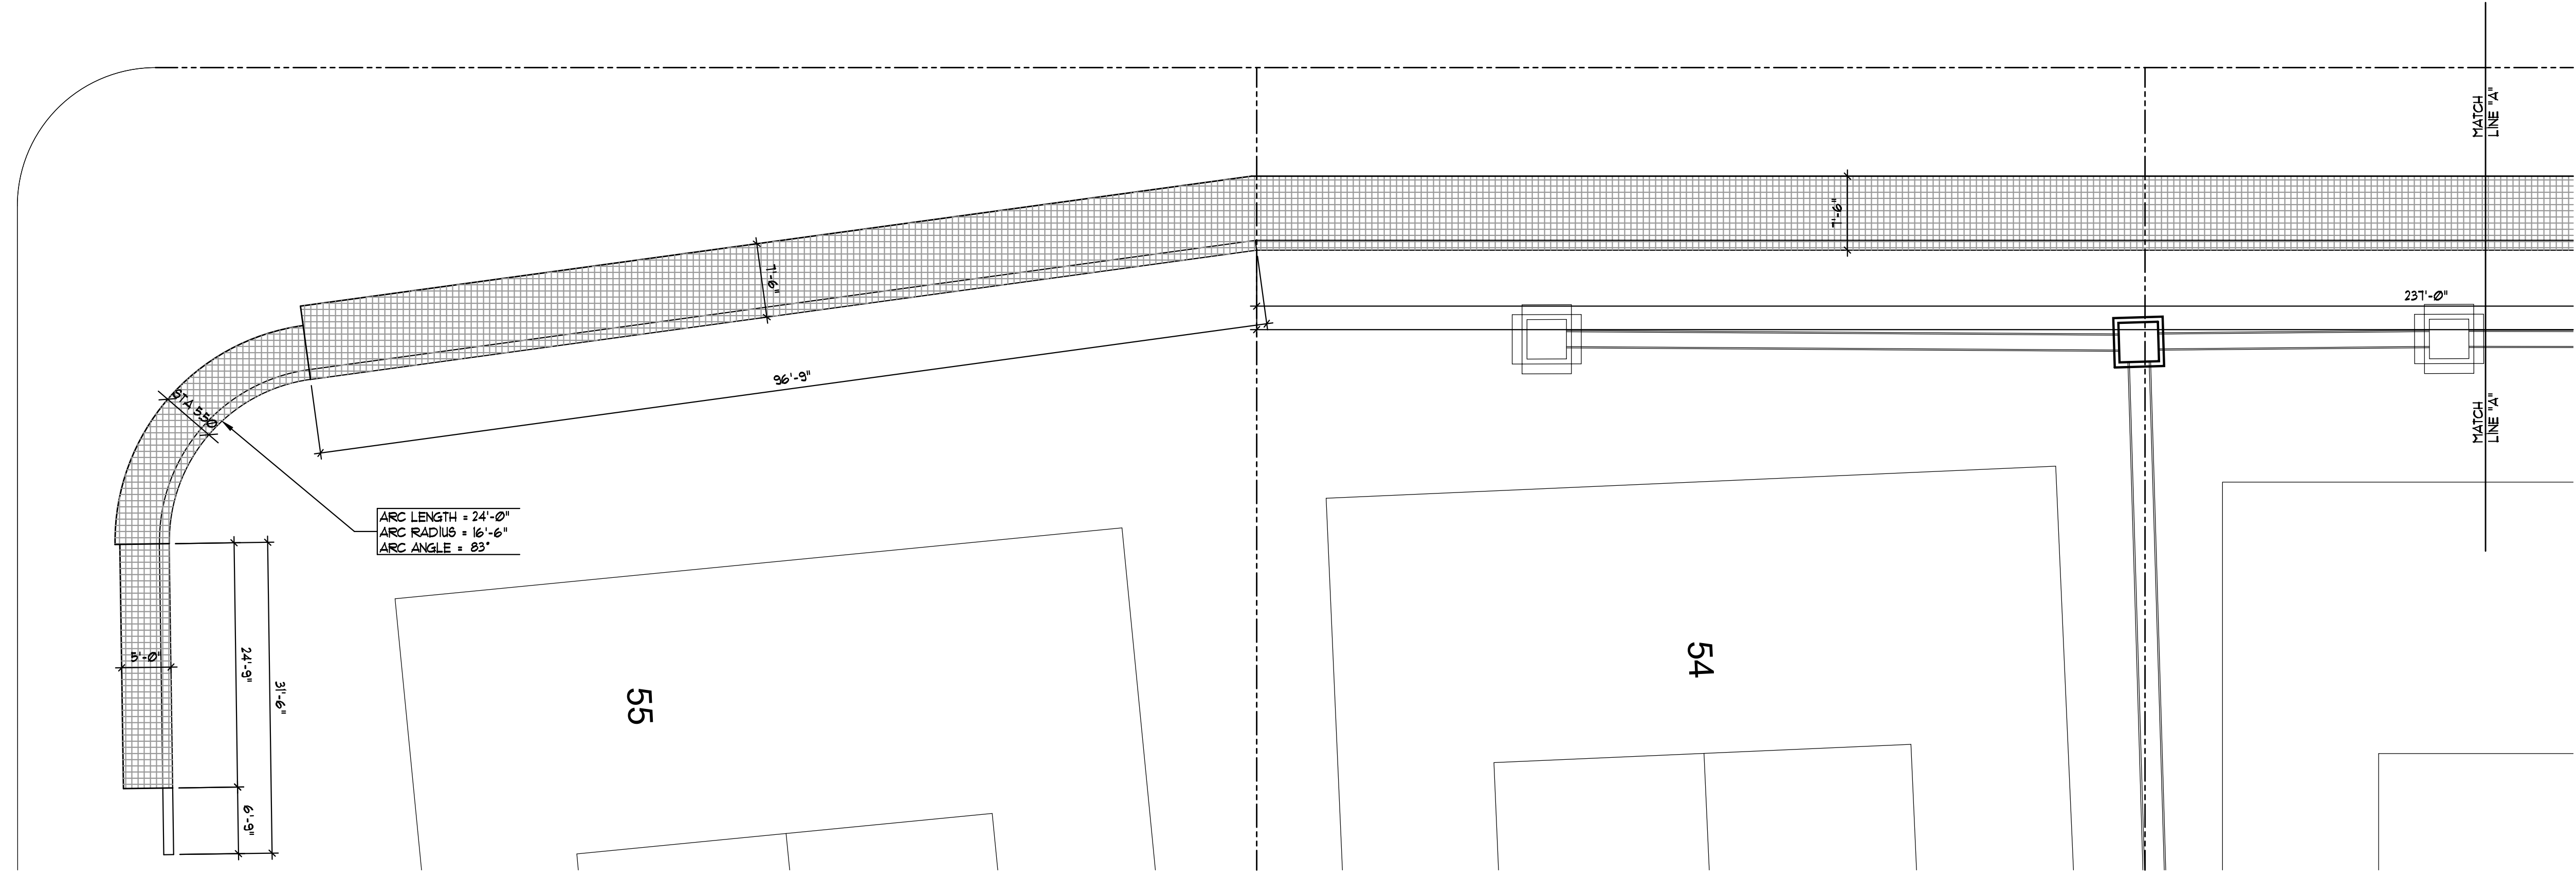 MATCH
LINE "A"
7'-6"
7'-6"
237'-0"
96'-9"
STA 5.50
MATCH
LINE "A"
ARC LENGTH = 24'-0"
ARC RADIUS = 16'-6"
ARC ANGLE = 83°
5'-0"
24'-9"
31'-6"
6'-9"
55
54